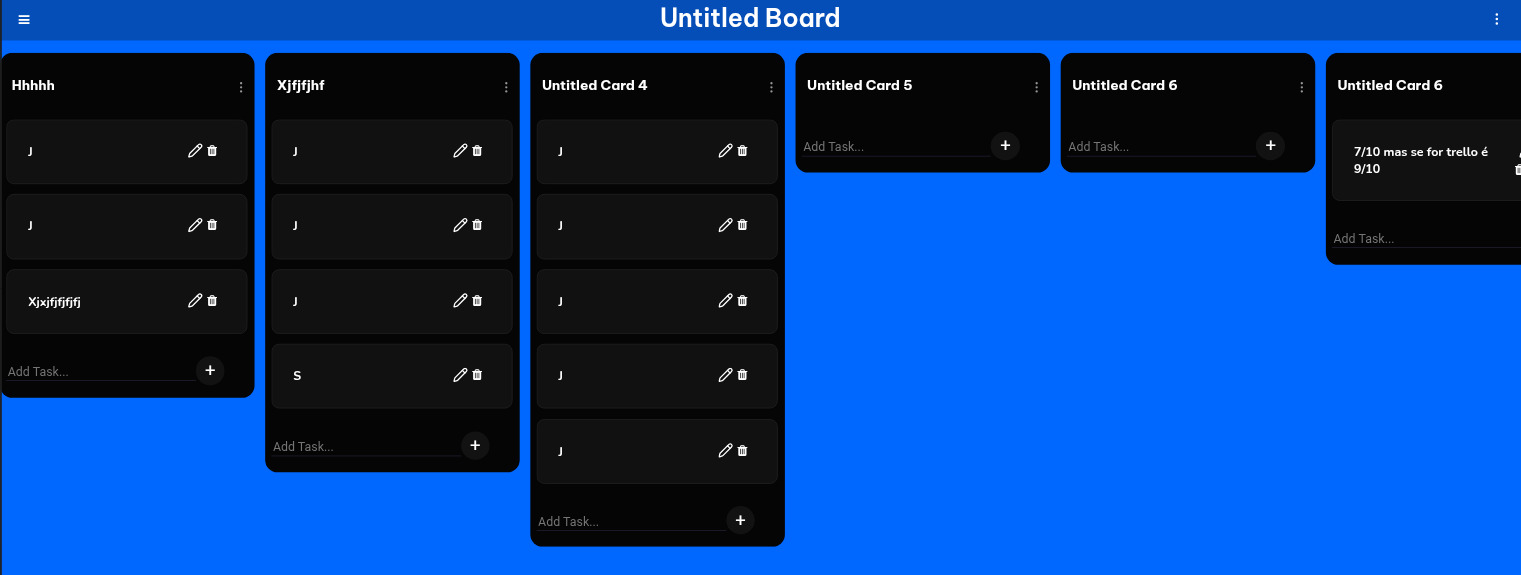 Untitled Board
Hhhhh
J
J
Xjxjfjfjfjfj
Add Task...
Xjfjfjhf
J
J
J
S
Add Task...
Untitled Card 4
J
J
J
J
J
Add Task...
Untitled Card 5
Add Task...
Untitled Card 6
Add Task...
Untitled Card 6
7/10 mas se for trello é
9/10
Add Task...